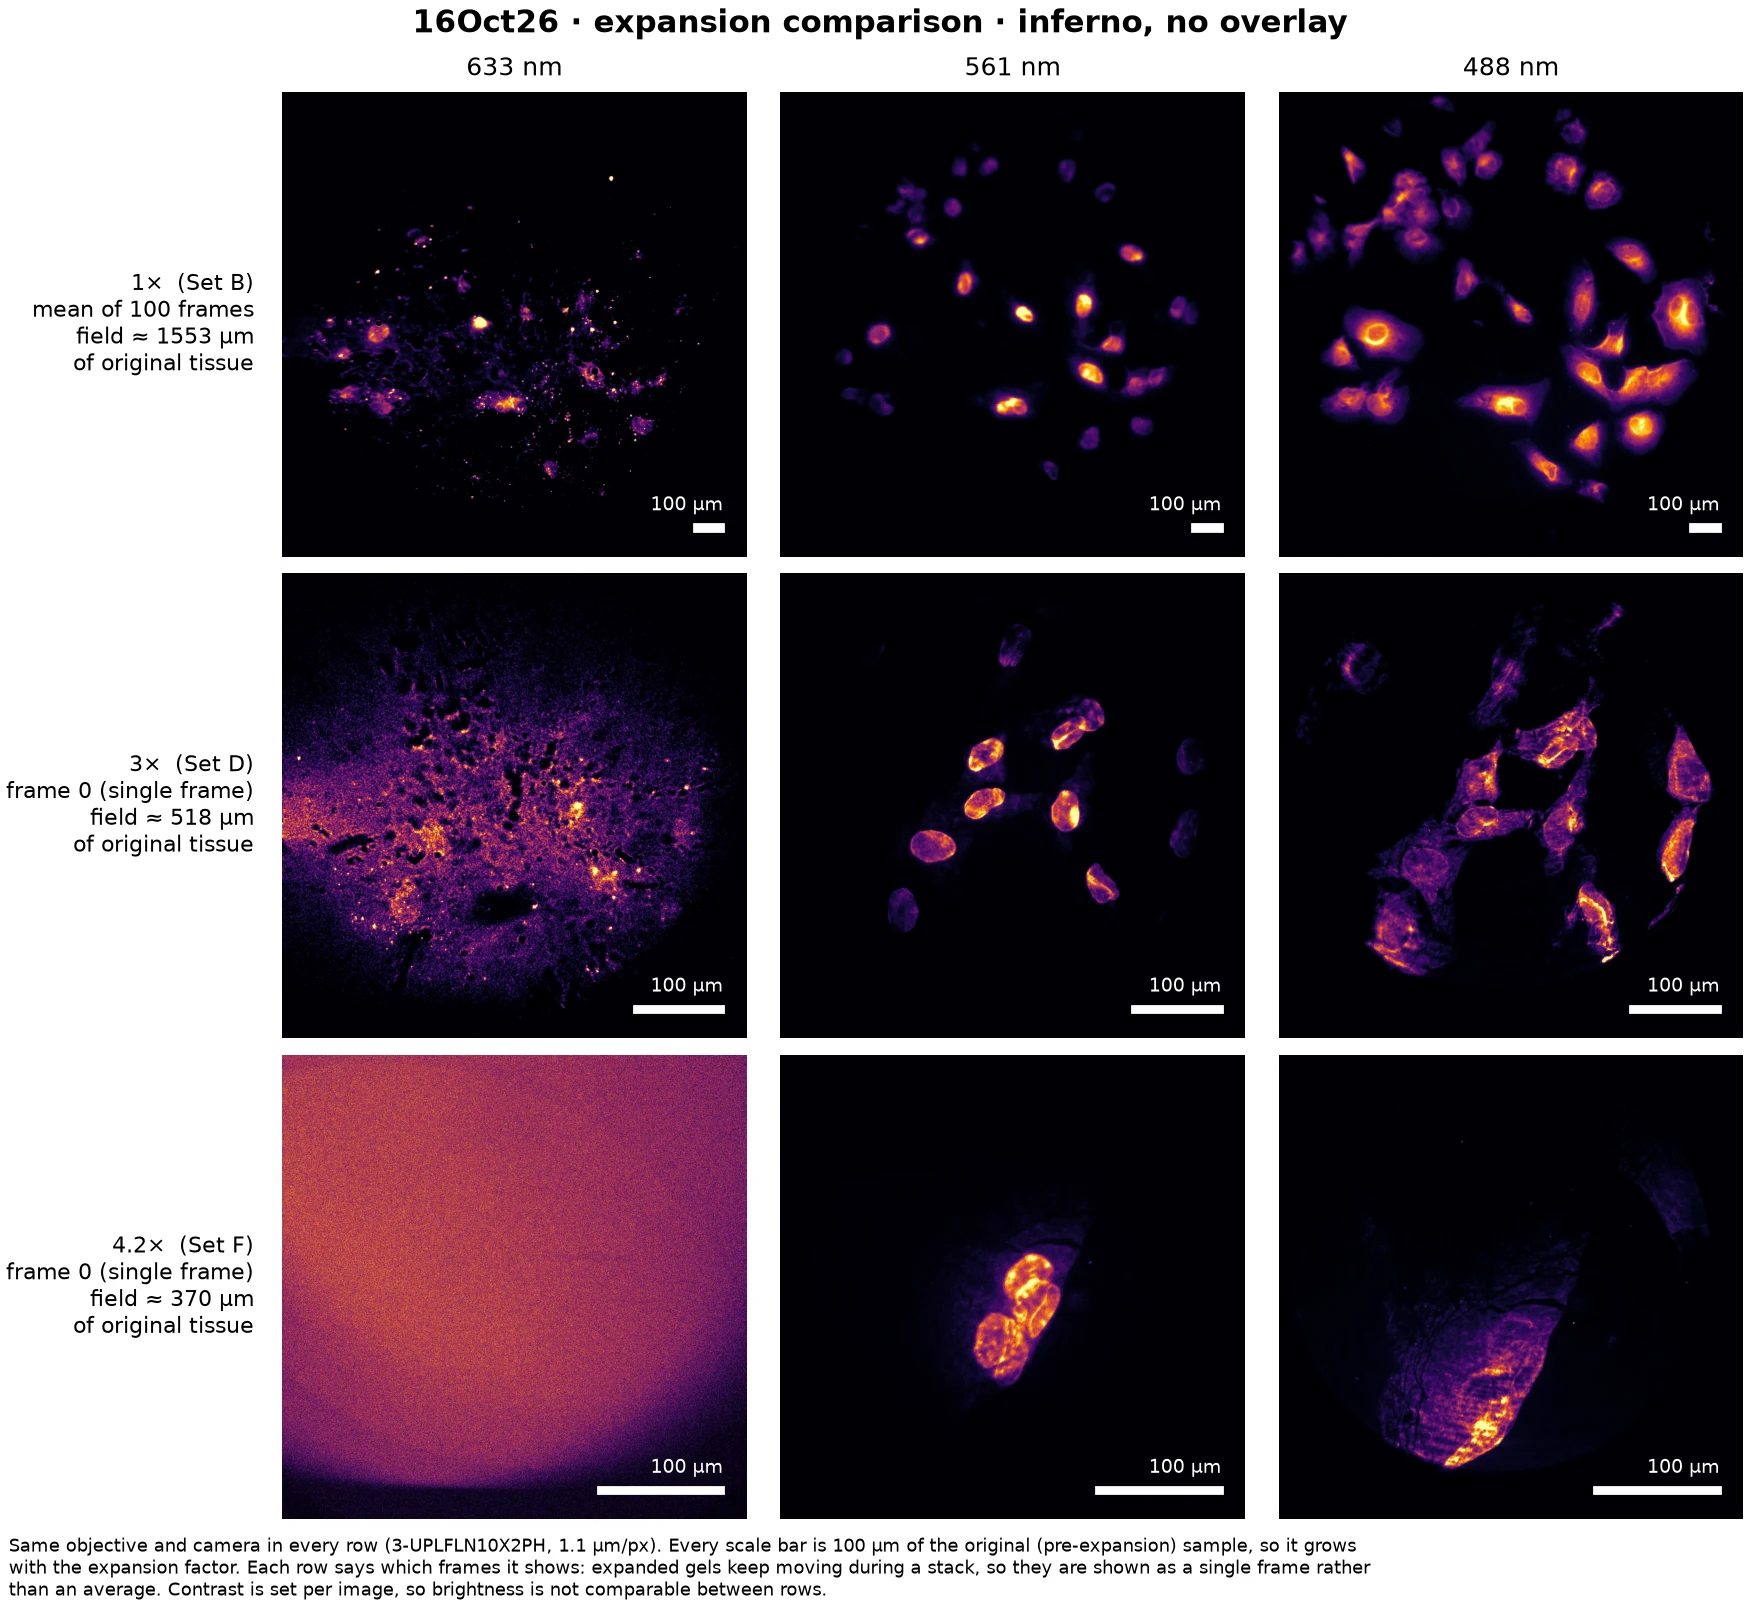 16Oct26 · expansion comparison · inferno, no overlay
633 nm
561 nm
488 nm
1× (Set B)
mean of 100 frames
field ≈ 1553 µm
of original tissue
100 µm
100 µm
100 µm
3× (Set D)
frame 0 (single frame)
field ≈ 518 µm
of original tissue
100 µm
100 µm
100 µm
4.2× (Set F)
frame 0 (single frame)
field ≈ 370 µm
of original tissue
100 µm
100 µm
100 µm
Same objective and camera in every row (3-UPLFLN10X2PH, 1.1 µm/px). Every scale bar is 100 µm of the original (pre-expansion) sample, so it grows
with the expansion factor. Each row says which frames it shows: expanded gels keep moving during a stack, so they are shown as a single frame rather
than an average. Contrast is set per image, so brightness is not comparable between rows.